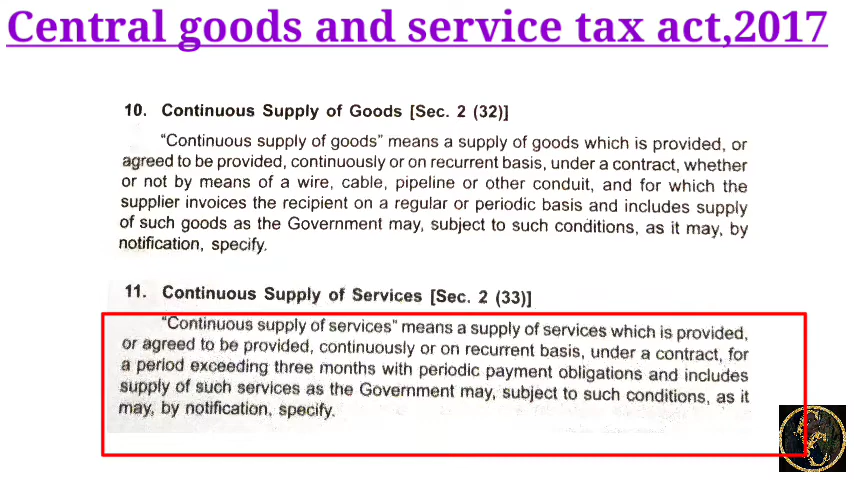 Central goods and service tax act,2017
10. Continuous Supply of Goods [Sec. 2 (32)]
"Continuous supply of goods" means a supply of goods which is provided, or
agreed to be provided, continuously or on recurrent basis, under a contract, whether
or not by means of a wire, cable, pipeline or other conduit, and for which the
supplier invoices the recipient on a regular or periodic basis and includes supply
of such goods as the Government may, subject to such conditions, as it may, by
notification, specify.
11. Continuous Supply of Services [Sec. 2 (33)]
"Continuous supply of services" means a supply of services which is provided,
or agreed to be provided, continuously or on recurrent basis, under a contract, for
a period exceeding three months with periodic payment obligations and includes
supply of such services as the Government may, subject to such conditions, as it
may, by notification, specify.